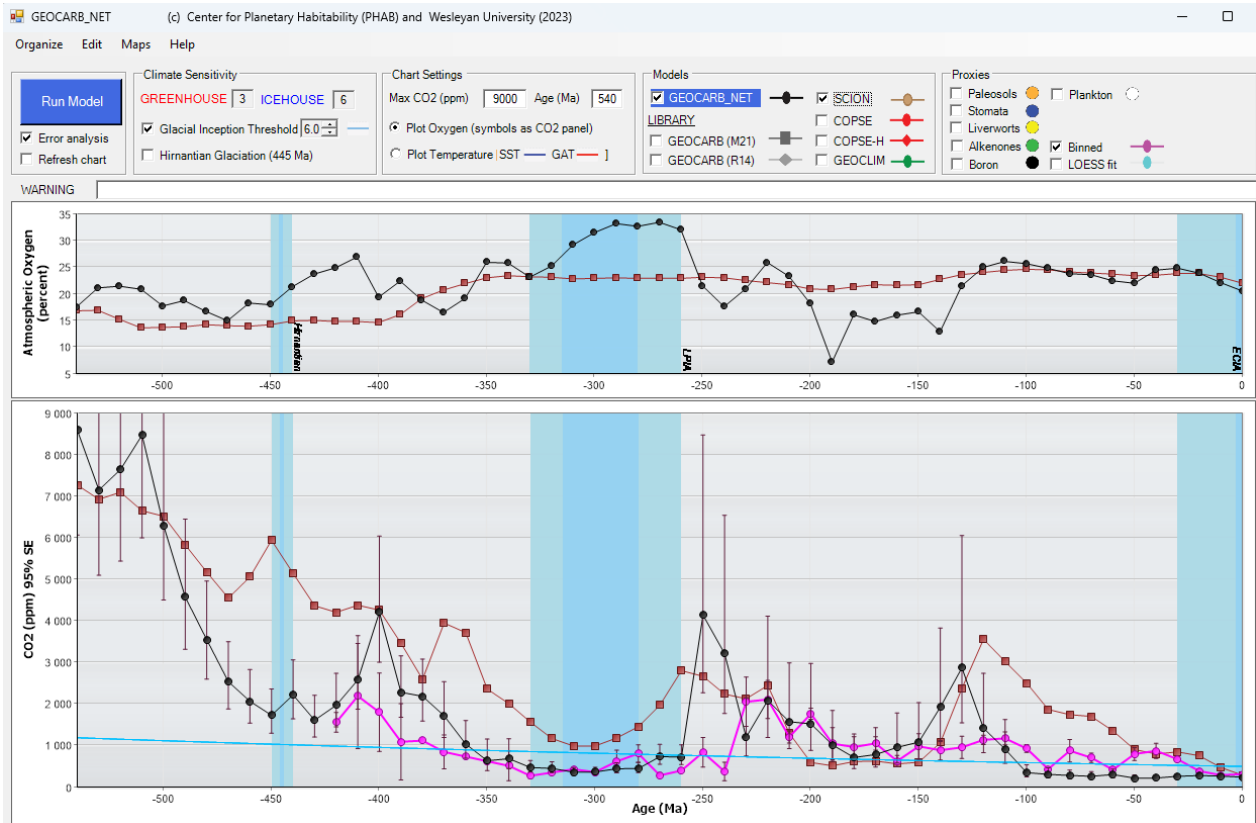 GEOCARB_NET (c) Center for Planetary Habitability (PHAB) and Wesleyan University (2023)
Organize Edit Maps Help
Run Model
Error analysis
Refresh chart
Climate Sensitivity
GREENHOUSE 3 ICEHOUSE 6
Glacial Inception Threshold 6.0
Hirnantian Glaciation (445 Ma)
Chart Settings
Max CO2 (ppm) 9000 Age (Ma) 540
Plot Oxygen (symbols as CO2 panel)
Plot Temperature [SST GAT ]
Models
GEOCARB_NET
LIBRARY
GEOCARB (M21)
GEOCARB (R14)
SCION
COPSE
COPSE-H
GEOCLIM
Proxies
Paleosols
Stomata
Liverworts
Alkenones
Boron
Plankton
Binned
LOESS fit
WARNING
Atmospheric Oxygen
(percent)
35
30
25
20
15
10
5
Hirnantian
LPIA
ECIA
-500 -450 -400 -350 -300 -250 -200 -150 -100 -50 0
CO2 (ppm) 95% SE
9 000
8 000
7 000
6 000
5 000
4 000
3 000
2 000
1 000
0
-500 -450 -400 -350 -300 -250 -200 -150 -100 -50 0
Age (Ma)